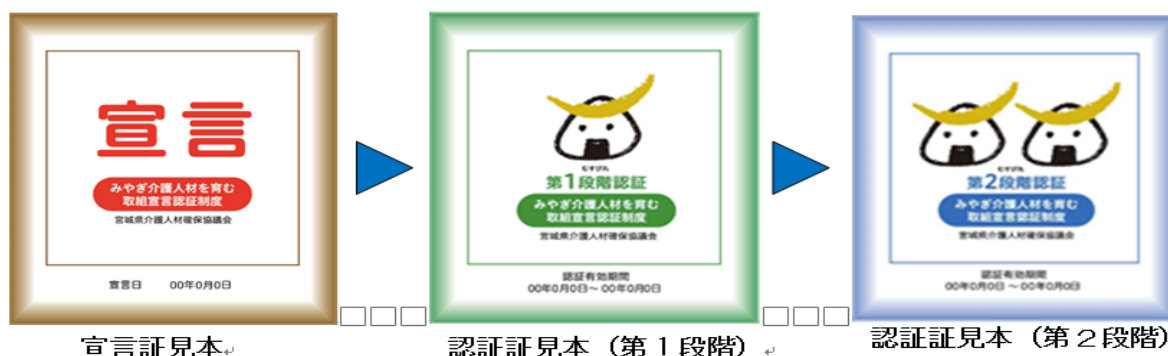 宣言
みやぎ介護人材を育む
取組宣言認証制度
宮城県介護人材確保協議会
宣言日 00年0月0日
宣言証見本
むすび丸
第1段階認証
みやぎ介護人材を育む
取組宣言認証制度
宮城県介護人材確保協議会
認証有効期間
00年0月0日～00年0月0日
認証証見本（第１段階）
むすび丸
第2段階認証
みやぎ介護人材を育む
取組宣言認証制度
宮城県介護人材確保協議会
認証有効期間
00年0月0日～00年0月0日
認証証見本（第２段階）